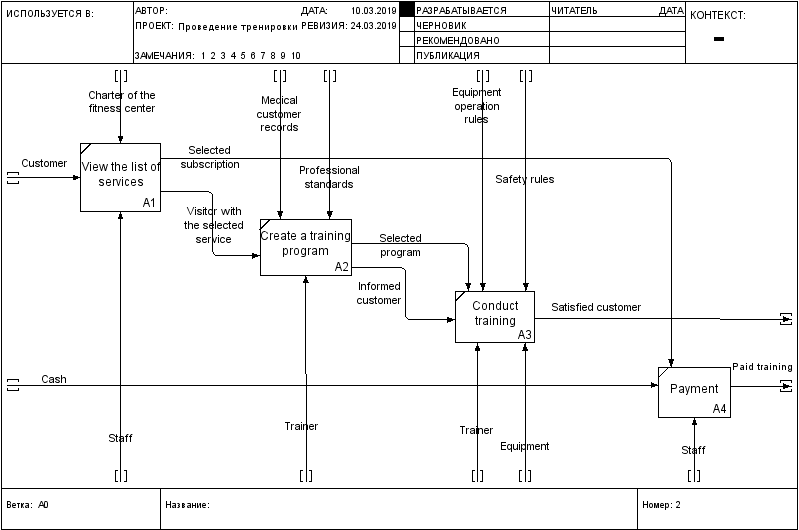 ИСПОЛЬЗУЕТСЯ В:
АВТОР:
ДАТА: 10.03.2019
ПРОЕКТ: Проведение тренировки
РЕВИЗИЯ: 24.03.2019
ЗАМЕЧАНИЯ: 1 2 3 4 5 6 7 8 9 10
РАЗРАБАТЫВАЕТСЯ
ЧЕРНОВИК
РЕКОМЕНДОВАНО
ПУБЛИКАЦИЯ
ЧИТАТЕЛЬ
ДАТА
КОНТЕКСТ:
Charter of the
fitness center
Medical
customer
records
Equipment
operation
rules
Customer
View the list of
services
A1
Selected
subscription
Professional
standards
Safety rules
Visitor with
the selected
service
Create a training
program
A2
Selected
program
Informed
customer
Conduct
training
A3
Satisfied customer
Cash
Paid training
Payment
A4
Staff
Trainer
Trainer
Equipment
Staff
Ветка: A0
Название:
Номер: 2